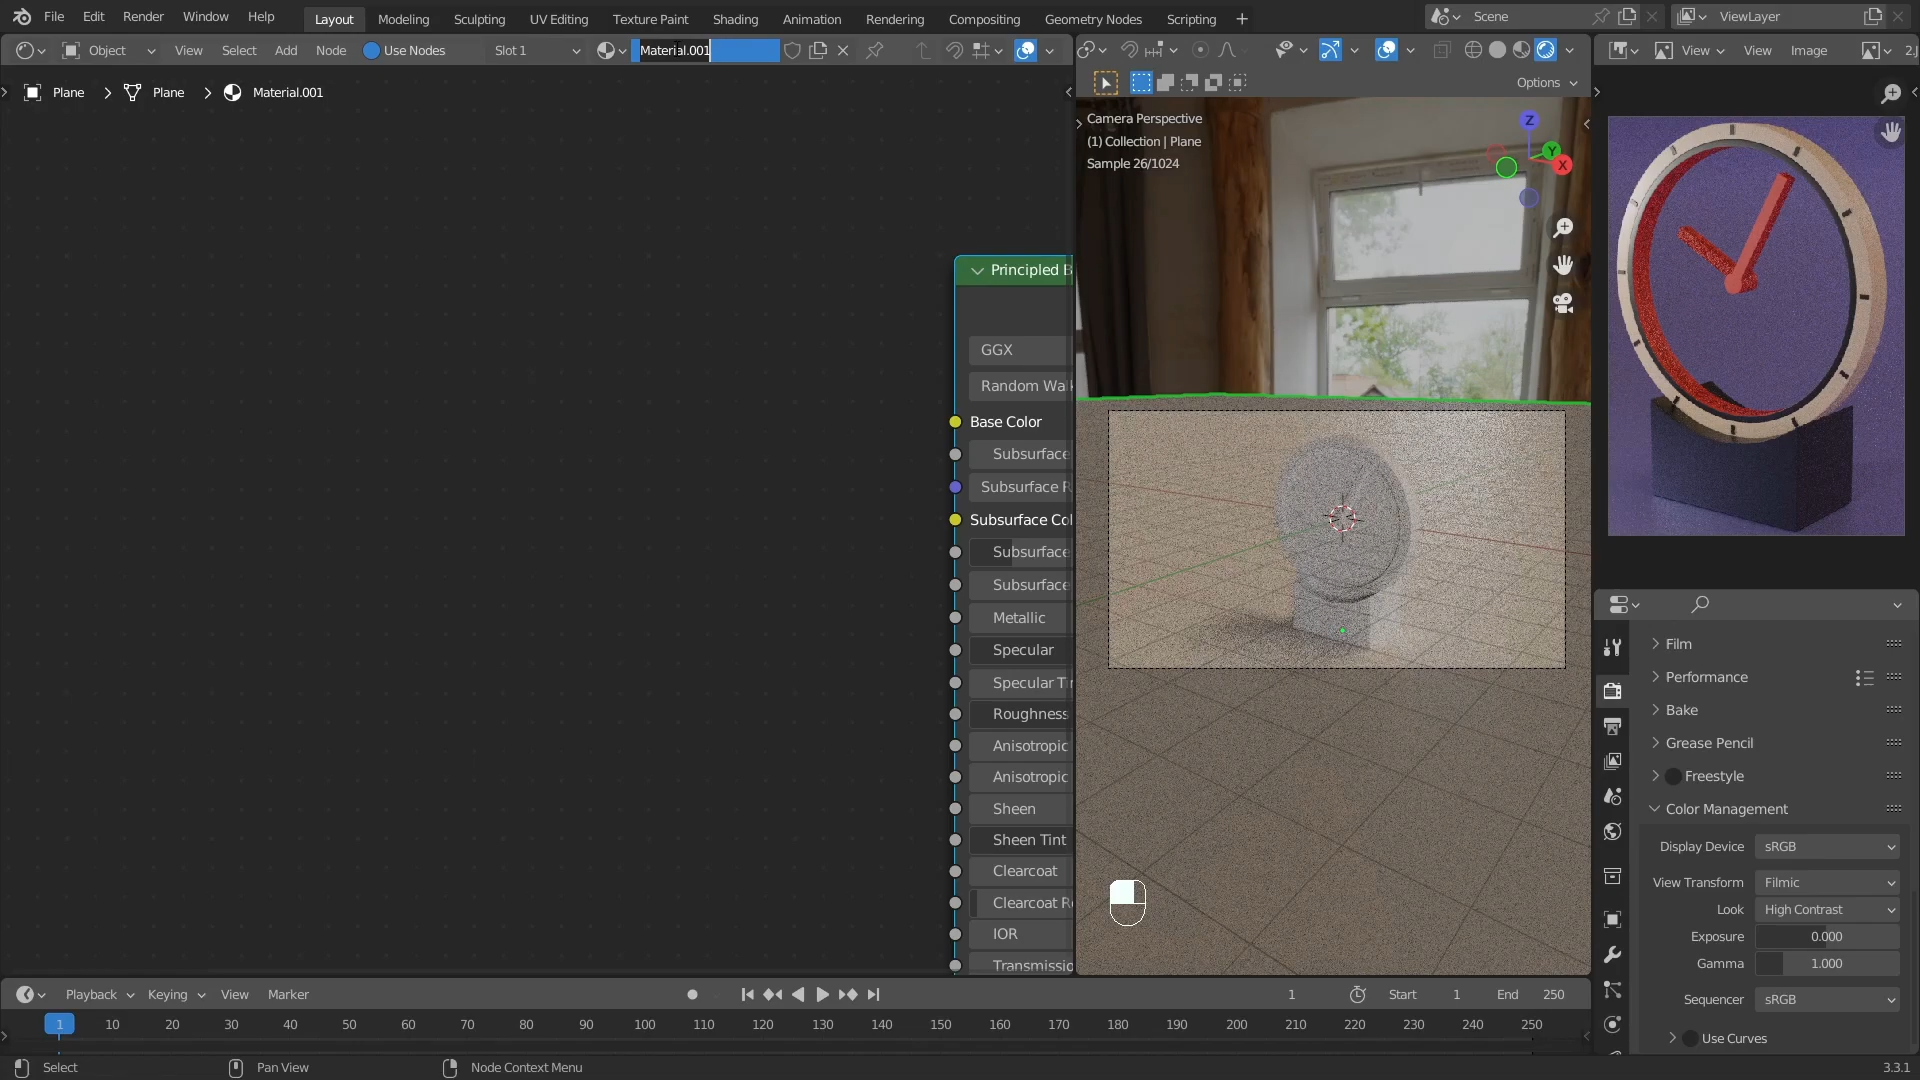 File Edit Render Window Help Layout Modeling Sculpting UV Editing Texture Paint Shading Animation Rendering Compositing Geometry Nodes Scripting + Scene ViewLayer
Object View Select Add Node Use Nodes Slot 1 Material.001 View View Image 2.j
Options
Plane Plane Material.001
Camera Perspective
(1) Collection | Plane
Sample 26/1024
Z
Y
X
Principled B
GGX
Random Walk
Base Color
Subsurface
Subsurface R
Subsurface Col
Subsurface
Subsurface
Metallic
Specular
Specular Ti
Roughness
Anisotropic
Anisotropic
Sheen
Sheen Tint
Clearcoat
Clearcoat R
IOR
Transmissio
Film
Performance
Bake
Grease Pencil
Freestyle
Color Management
Display Device sRGB
View Transform Filmic
Look High Contrast
Exposure 0.000
Gamma 1.000
Sequencer sRGB
Use Curves
Playback Keying View Marker 1 Start 1 End 250
1 10 20 30 40 50 60 70 80 90 100 110 120 130 140 150 160 170 180 190 200 210 220 230 240 250
Select Pan View Node Context Menu 3.3.1